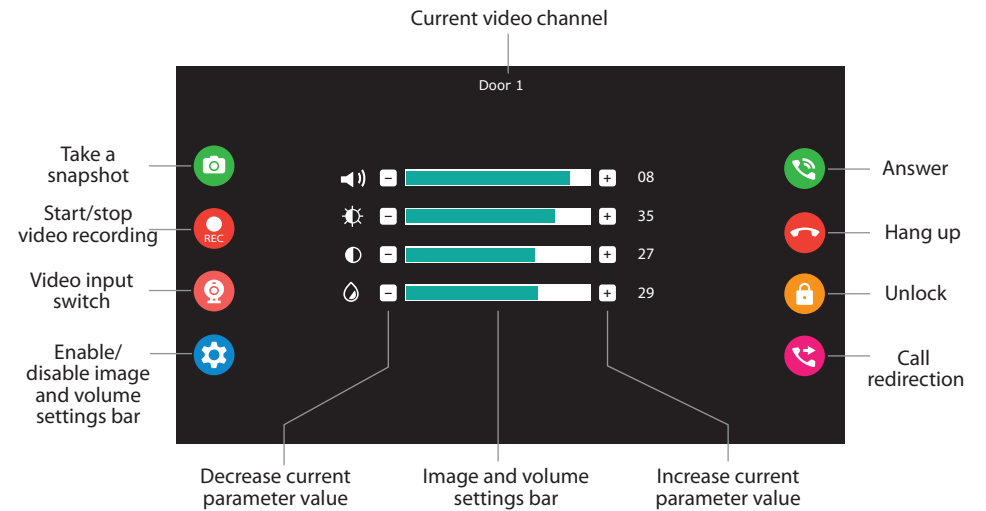 Current video channel
Door 1
Take a
snapshot
Start/stop
video recording
REC
Video input
switch
Enable/
disable image
and volume
settings bar
08
35
27
29
Answer
Hang up
Unlock
Call
redirection
Decrease current
parameter value
Image and volume
settings bar
Increase current
parameter value